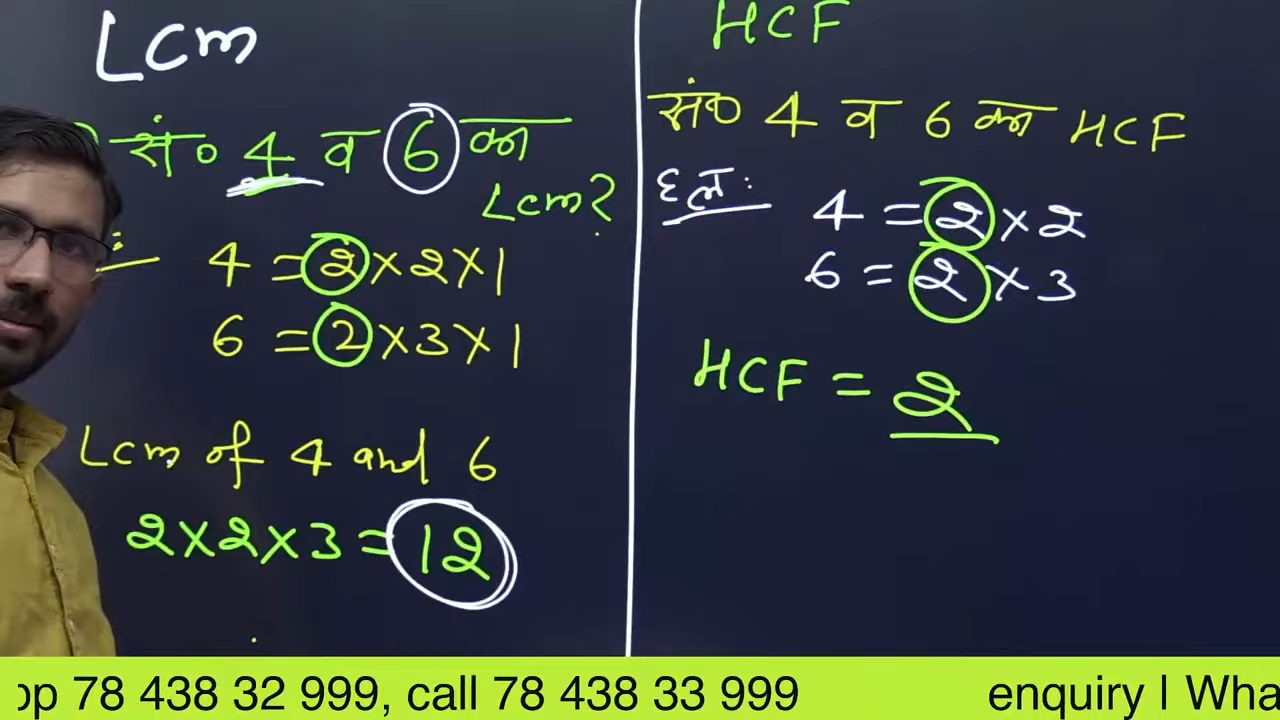 Lcm
सं० 4 व 6 का
Lcm?
4 = 2×2×1
6 = 2×3×1
Lcm of 4 and 6
2×2×3=12
HCF
सं० 4 व 6 का HCF
हल:
4 = 2×2
6 = 2×3
HCF = 2
pp 78 438 32 999, call 78 438 33 999 enquiry I Wha